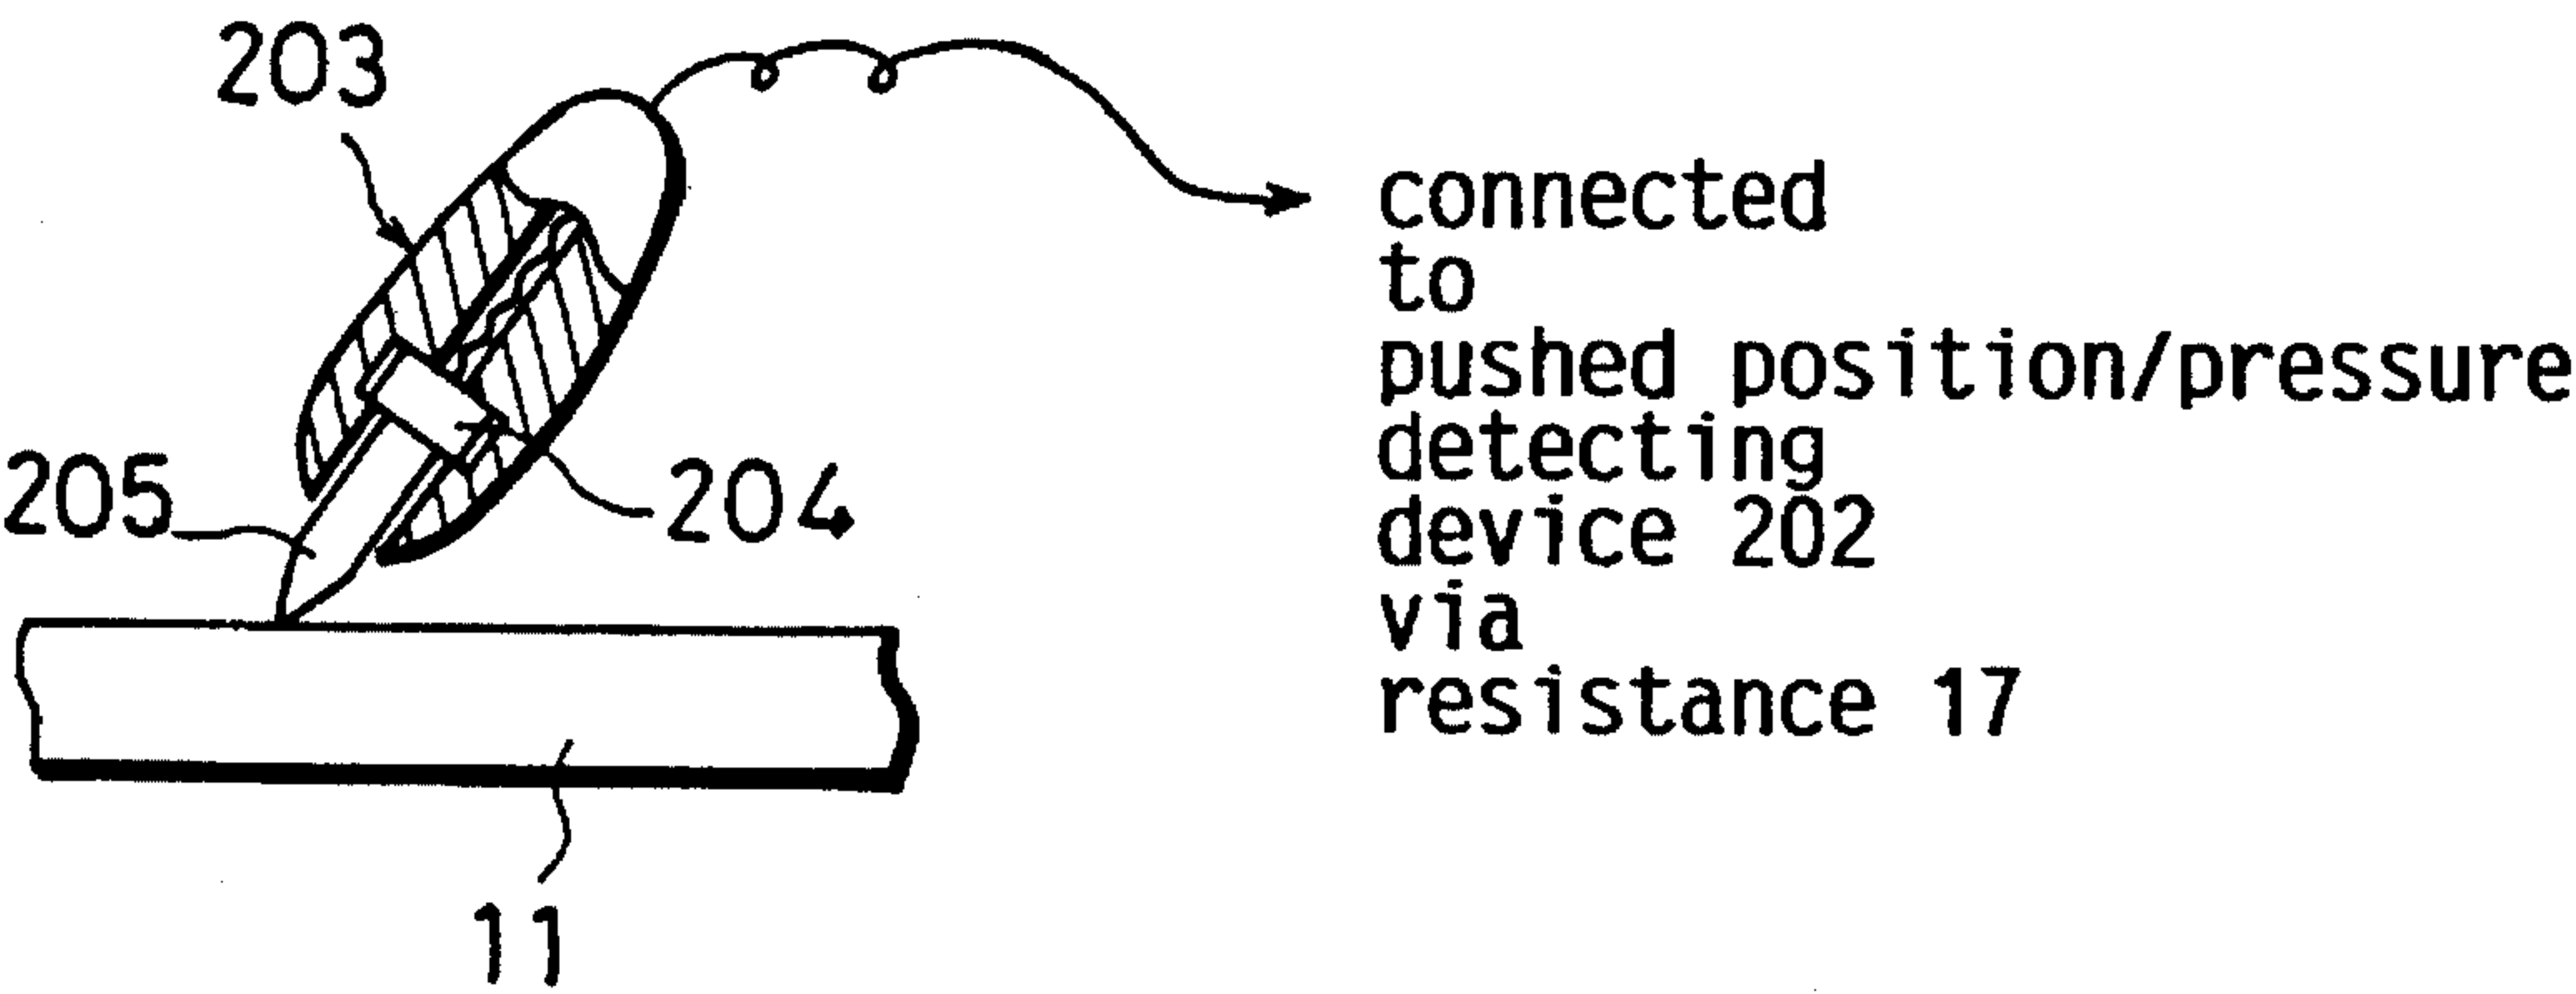 203
connected
to
pushed position/pressure
detecting
device 202
via
resistance 17
205
204
11